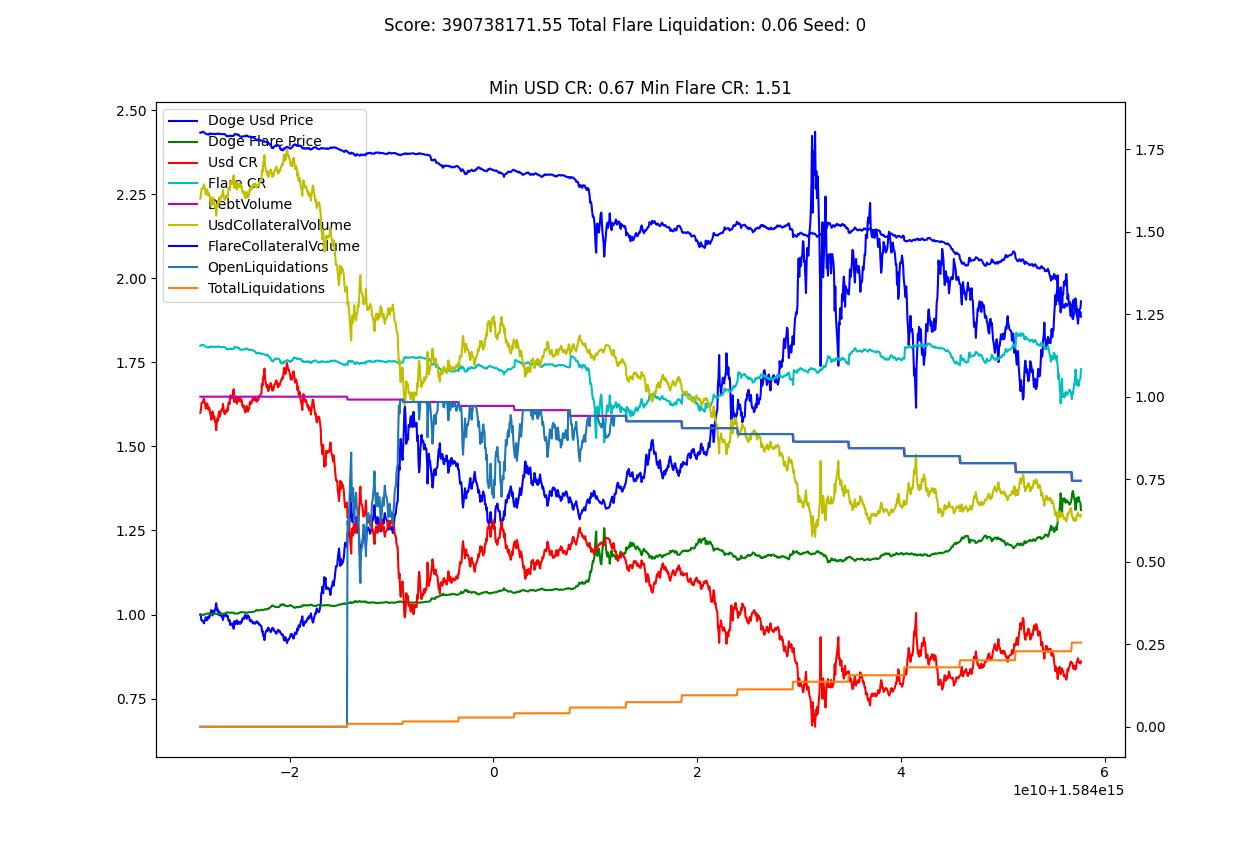 Score: 390738171.55 Total Flare Liquidation: 0.06 Seed: 0
Min USD CR: 0.67 Min Flare CR: 1.51
Doge Usd Price
Doge Flare Price
Usd CR
Flare CR
DebtVolume
UsdCollateralVolume
FlareCollateralVolume
OpenLiquidations
TotalLiquidations
2.50
2.25
2.00
1.75
1.50
1.25
1.00
0.75
1.75
1.50
1.25
1.00
0.75
0.50
0.25
0.00
−2
0
2
4
6
1e10+1.584e15